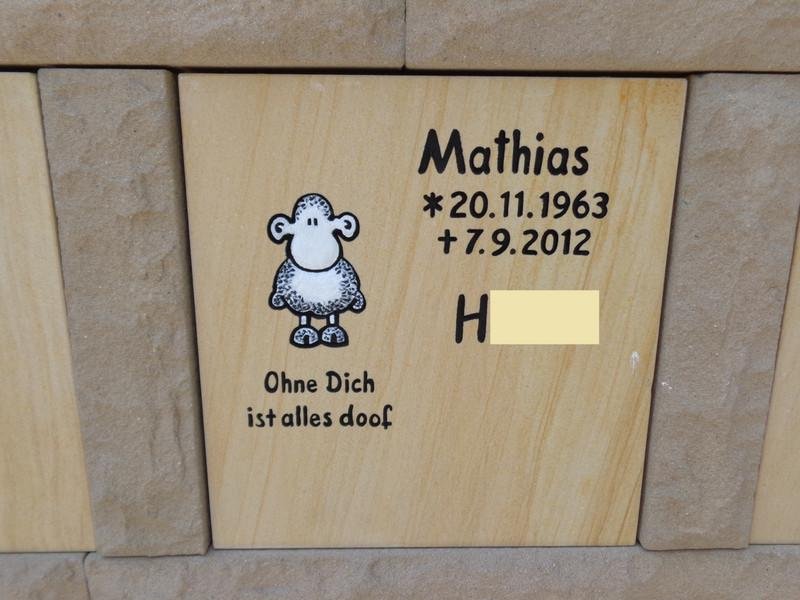 Mathias
*20.11.1963
†7.9.2012
H
Ohne Dich
ist alles doof